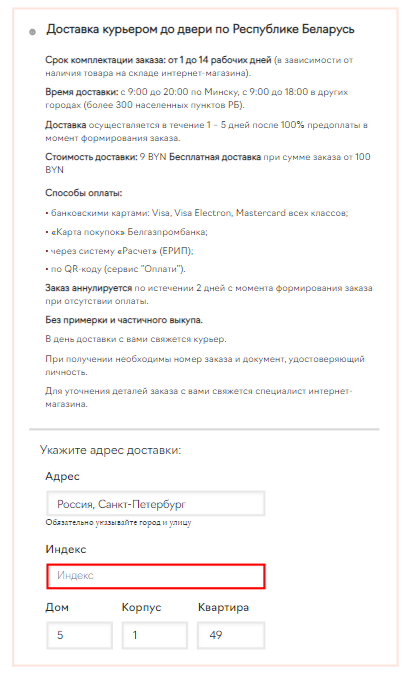 Доставка курьером до двери по Республике Беларусь
Срок комплектации заказа: от 1 до 14 рабочих дней (в зависимости от
наличия товара на складе интернет-магазина).
Время доставки: с 9:00 до 20:00 по Минску, с 9:00 до 18:00 в других
городах (более 300 населенных пунктов РБ).
Доставка осуществляется в течение 1 – 5 дней после 100% предоплаты в
момент формирования заказа.
Стоимость доставки: 9 BYN Бесплатная доставка при сумме заказа от 100
BYN
Способы оплаты:
• банковскими картами: Visa, Visa Electron, Mastercard всех классов;
• «Карта покупок» Белгазпромбанка;
• через систему «Расчет» (ЕРИП);
• по QR-коду (сервис "Оплати").
Заказ аннулируется по истечении 2 дней с момента формирования заказа
при отсутствии оплаты.
Без примерки и частичного выкупа.
В день доставки с вами свяжется курьер.
При получении необходимы номер заказа и документ, удостоверяющий
личность.
Для уточнения деталей заказа с вами свяжется специалист интернет-
магазина.
Укажите адрес доставки:
Адрес
Россия, Санкт-Петербург
Обязательно указывайте город и улицу
Индекс
Индекс
Дом Корпус Квартира
5 1 49